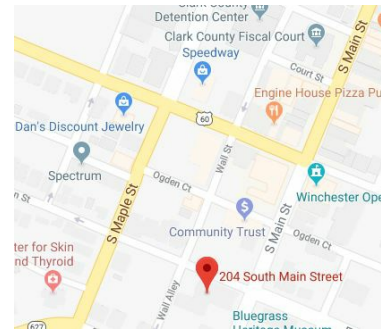 Clark County
Detention Center
Clark County Fiscal Court
Speedway
S Main St
Court St
Engine House Pizza Pu
60
Dan's Discount Jewelry
Wall St
Spectrum
Ogden Ct
Winchester Ope
S Maple St
S Main St
Community Trust
Ogden Ct
ter for Skin
nd Thyroid
204 South Main Street
Wall Alley
Bluegrass
Heritage Museum
627